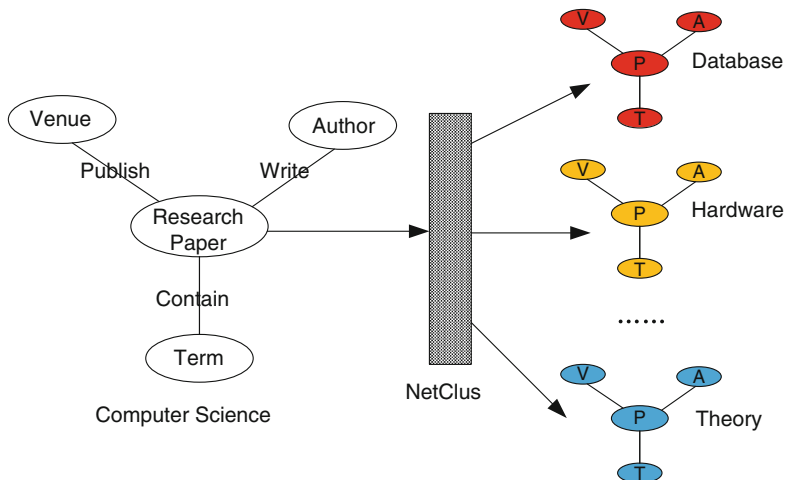 Venue
Author
Publish
Write
Research
Paper
Contain
Term
Computer Science
NetClus
V
A
P
Database
T
V
A
P
Hardware
T
......
V
A
P
Theory
T